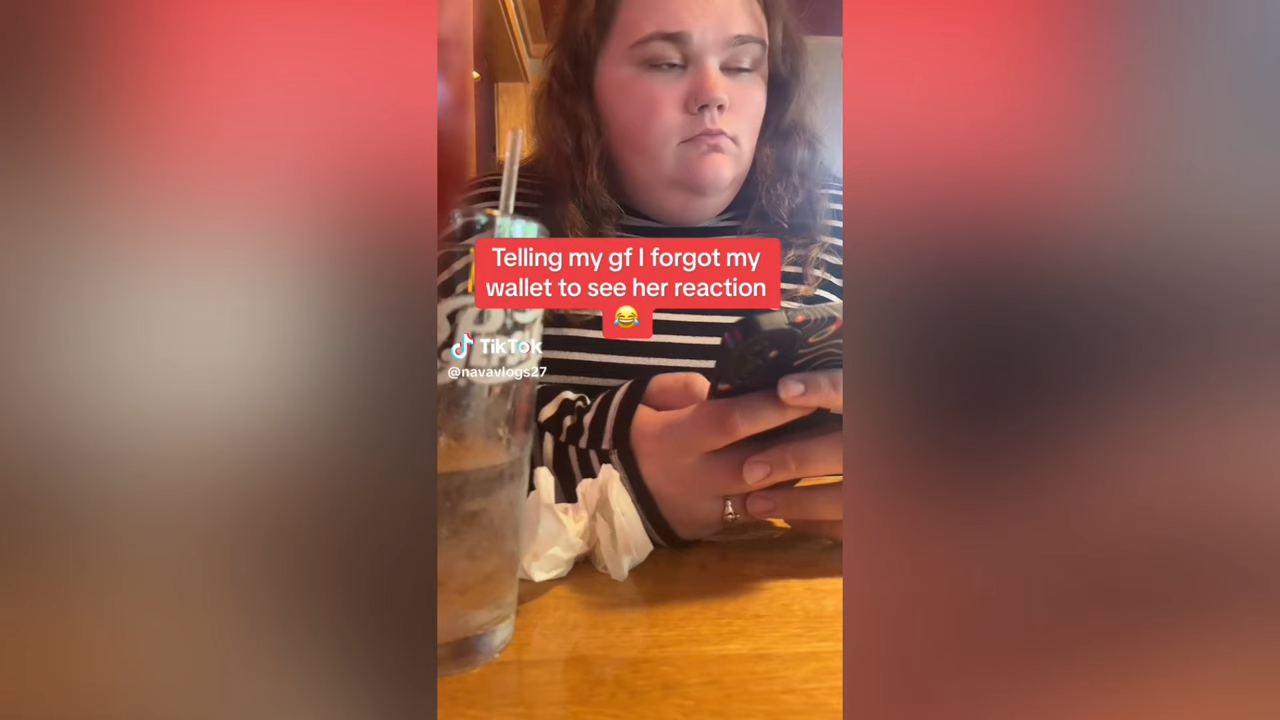 Telling my gf I forgot my
wallet to see her reaction
😂
TikTok
@navavlogs27